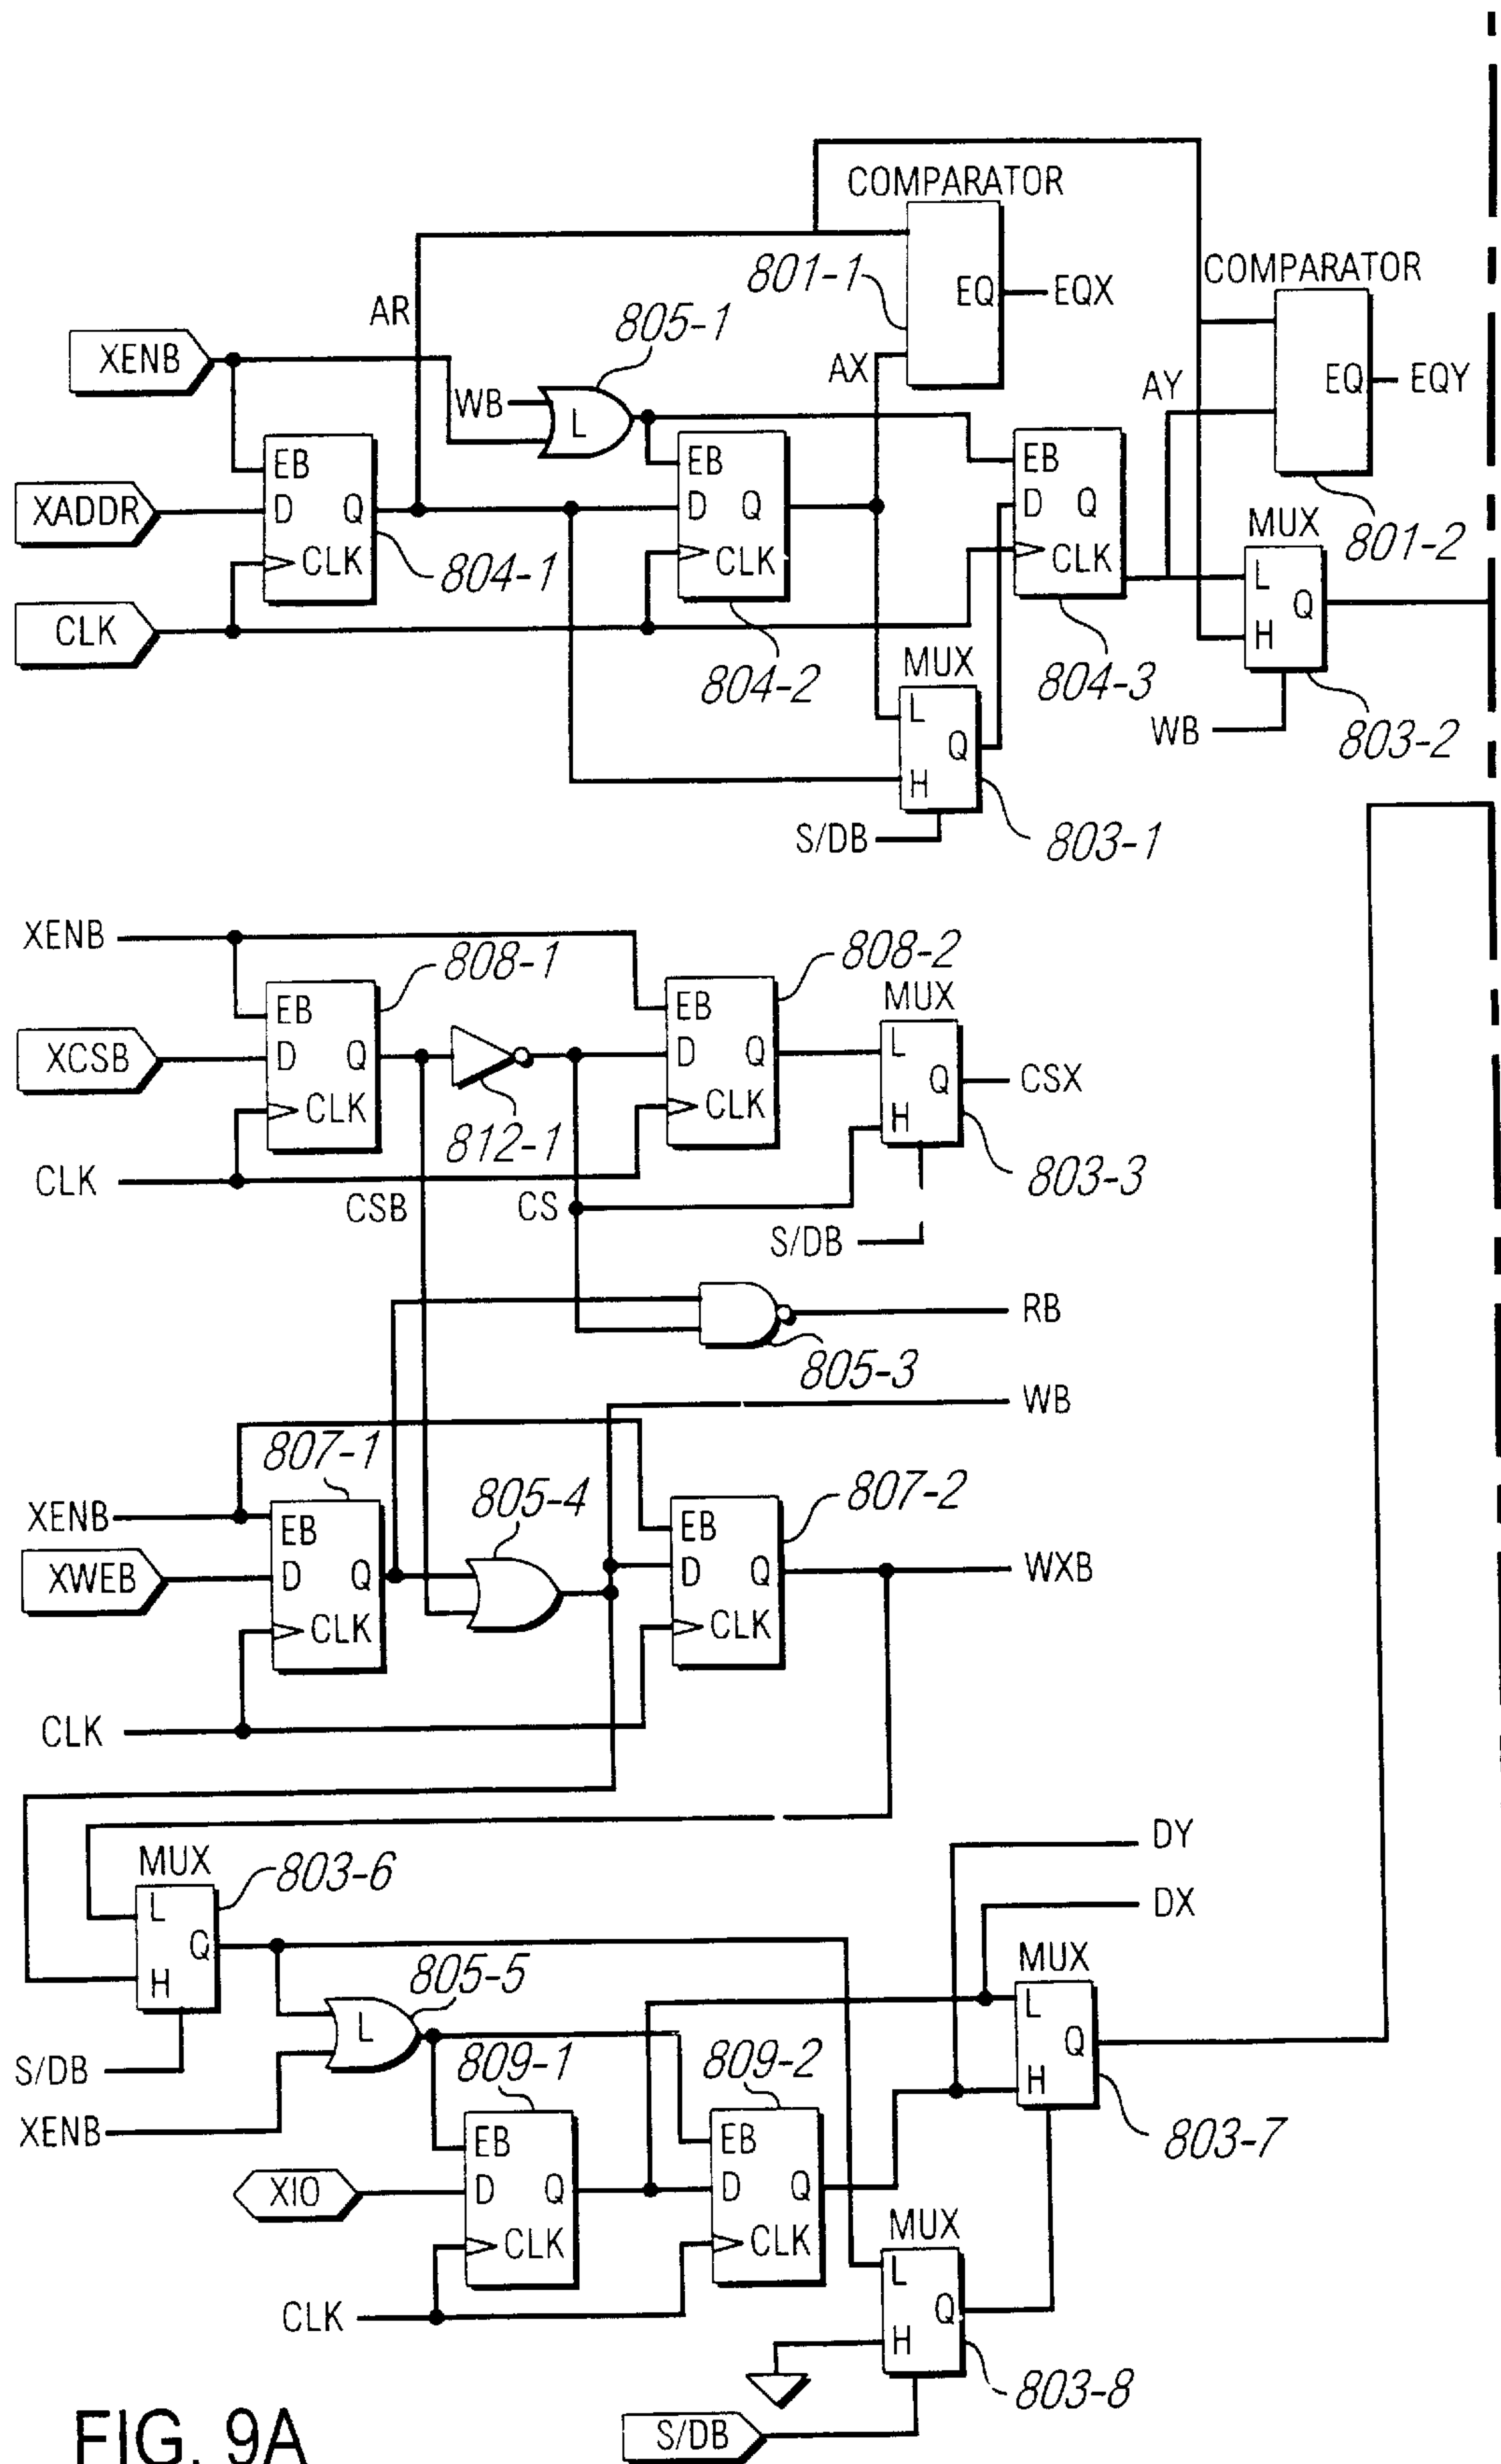 COMPARATOR
801-1
EQ
EQX
COMPARATOR
AR
805-1
XENB
WB
L
AX
AY
EQ
EQY
EB
D
Q
CLK
XADDR
804-1
CLK
EB
D
Q
CLK
804-2
EB
D
Q
CLK
804-3
MUX
801-2
L
Q
H
WB
803-2
MUX
L
Q
H
S/DB
803-1
XENB
808-1
808-2
MUX
EB
D
Q
CLK
XCSB
812-1
EB
D
Q
CLK
L
Q
H
CSX
803-3
CLK
CSB
CS
S/DB
RB
805-3
WB
807-1
805-4
807-2
XENB
EB
D
Q
CLK
XWEB
EB
D
Q
CLK
WXB
CLK
DY
MUX
803-6
DX
L
Q
H
805-5
MUX
L
S/DB
809-1
809-2
L
Q
H
XENB
803-7
EB
D
Q
CLK
XIO
EB
D
Q
CLK
MUX
L
Q
H
CLK
803-8
S/DB
FIG. 9A